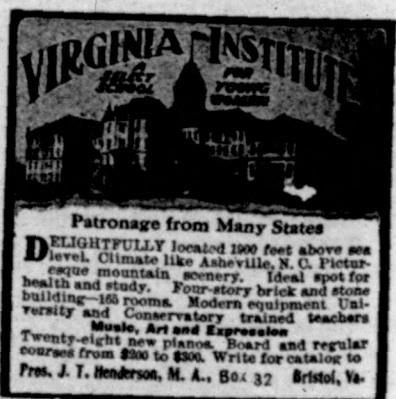 VIRGINIA INSTITUTE
A SELECT SCHOOL
FOR YOUNG WOMEN
Patronage from Many States
DELIGHTFULLY located 1900 feet above sea
level. Climate like Asheville, N. C. Pictur-
esque mountain scenery. Ideal spot for
health and study. Four-story brick and stone
building—165 rooms. Modern equipment Uni-
versity and Conservatory trained teachers
Music, Art and Expression
Twenty-eight new pianos. Board and regular
courses from $200 to $300. Write for catalog to
Pres. J. T. Henderson, M. A., Box 32 Bristol, Va.